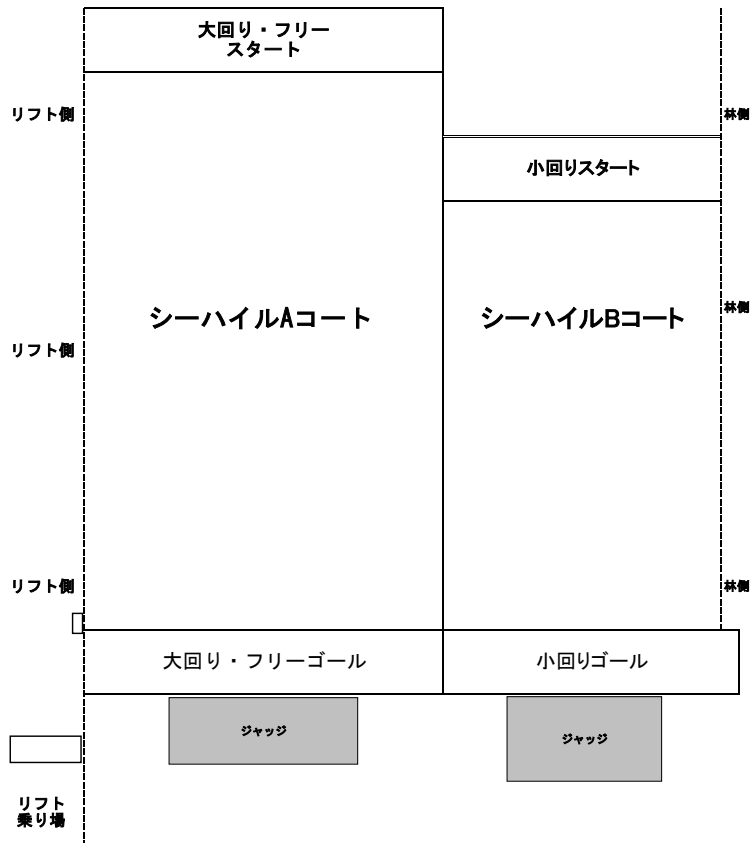 大回り・フリー
スタート
リフト側
林側
小回りスタート
シーハイルAコート
シーハイルBコート
林側
リフト側
リフト側
林側
大回り・フリーゴール
小回りゴール
ジャッジ
ジャッジ
リフト
乗り場